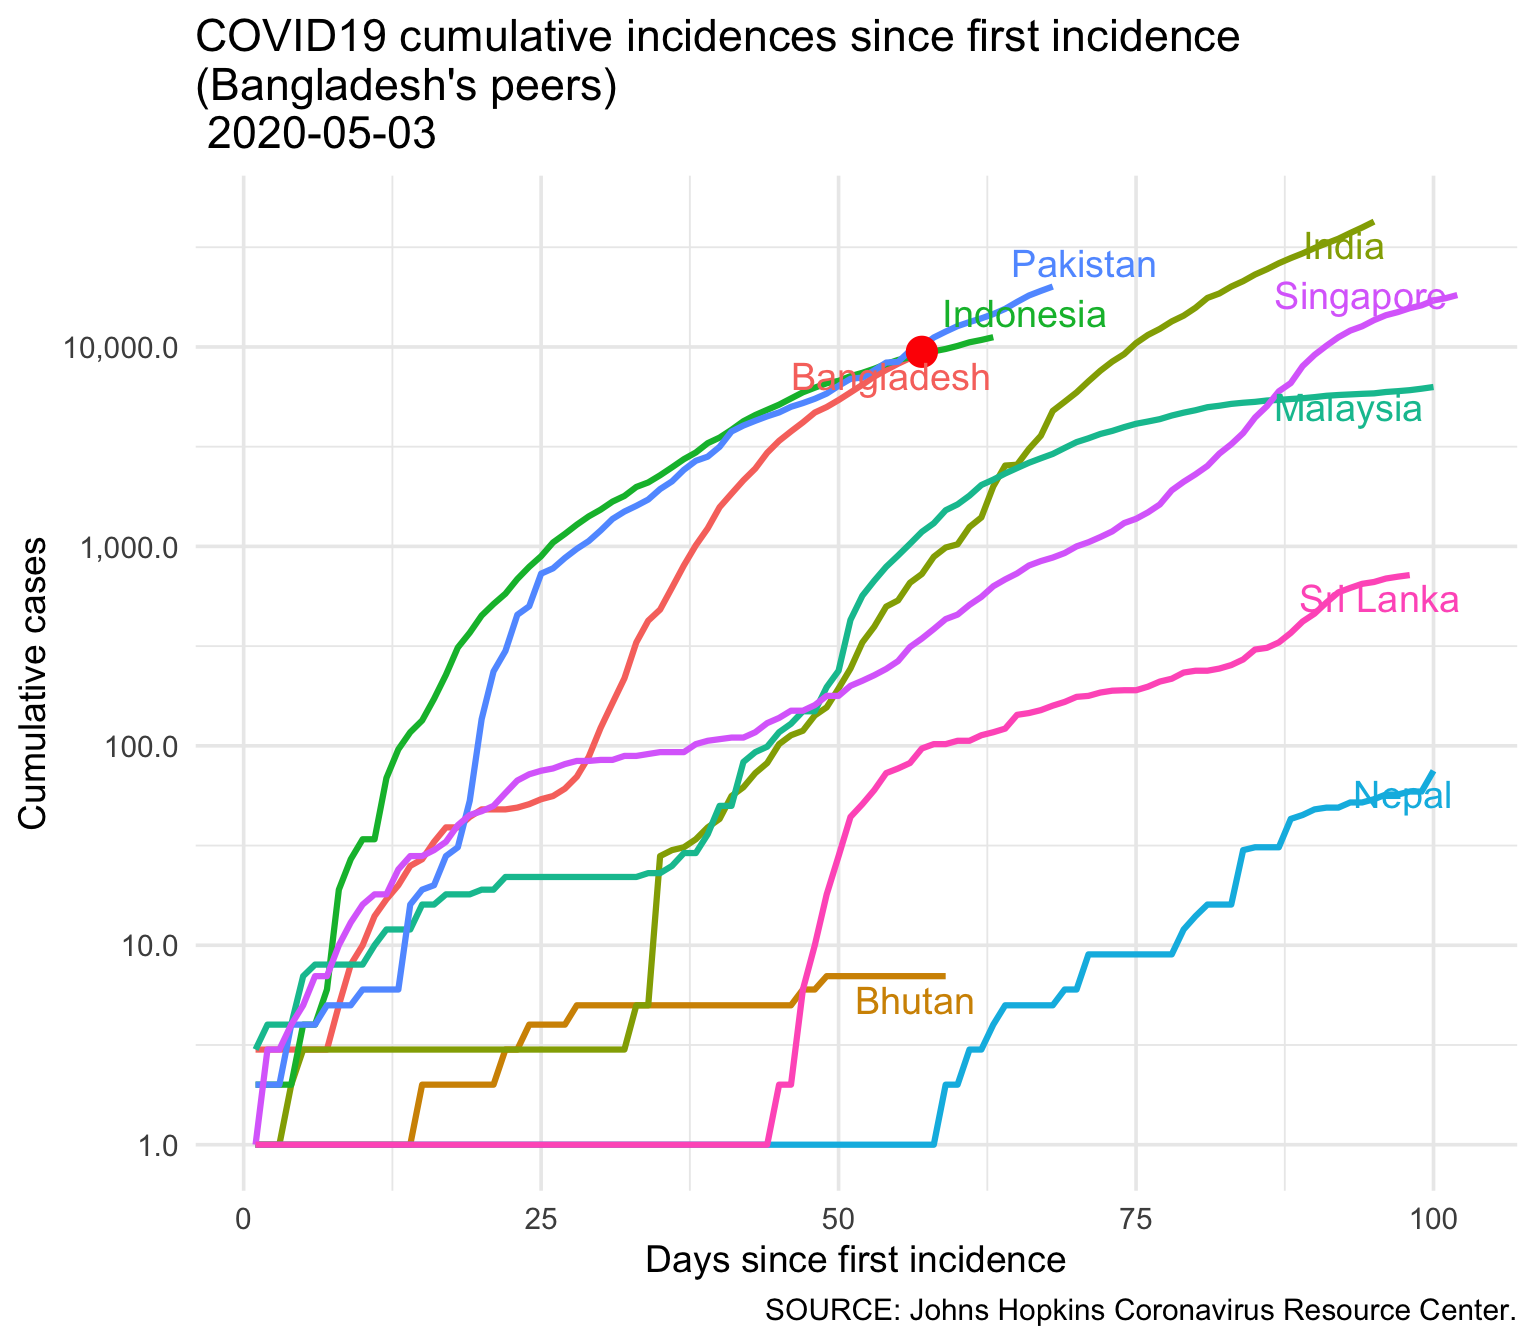 COVID19 cumulative incidences since first incidence
(Bangladesh's peers)
2020-05-03
India
Pakistan
Singapore
Indonesia
10,000.0
Bangladesh
Malaysia
1,000.0
Sri Lanka
Cumulative cases
100.0
Nepal
10.0
Bhutan
1.0
0 25 50 75 100
Days since first incidence
SOURCE: Johns Hopkins Coronavirus Resource Center.